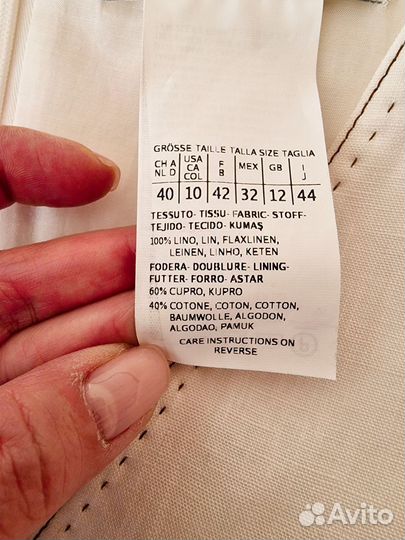 GRÖSSE TAILLE TALLA SIZE TAGLIA
CH A NL D USA CA COL F B MEX GB I J
40 10 42 32 12 44
TESSUTO- TISSU- FABRIC- STOFF-
TEJIDO- TECIDO- KUMAŞ
100% LINO, LIN, FLAXLINEN,
LEINEN, LINHO, KETEN
FODERA- DOUBLURE- LINING-
FUTTER- FORRO- ASTAR
60% CUPRO, KUPRO
40% COTONE, COTON, COTTON,
BAUMWOLLE, ALGODON,
ALGODAO, PAMUK
CARE INSTRUCTIONS ON
REVERSE
Avito